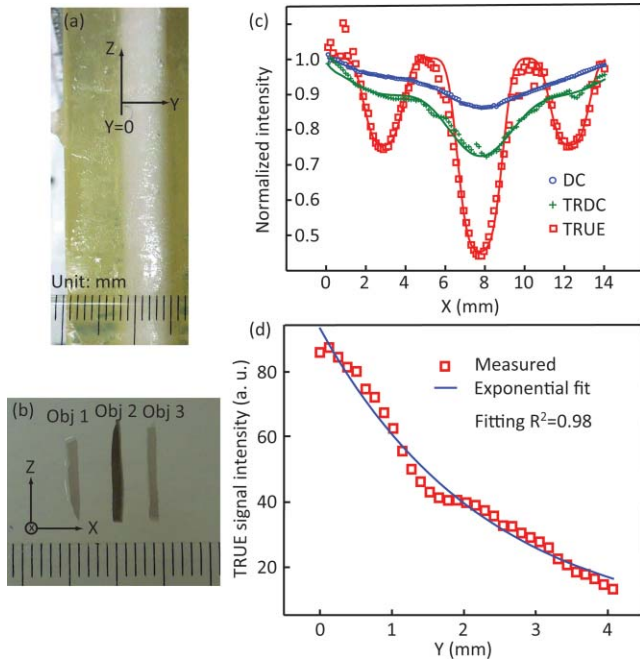 (a)
Z
Y
Y=0
Unit: mm
(b)
Obj 1
Obj 2
Obj 3
Z
X
x
(c)
Normalized intensity
1.0
0.9
0.8
0.7
0.6
0.5
DC
TRDC
TRUE
0 2 4 6 8 10 12 14
X (mm)
(d)
TRUE signal intensity (a. u.)
80
60
40
20
Measured
Exponential fit
Fitting R²=0.98
0 1 2 3 4
Y (mm)